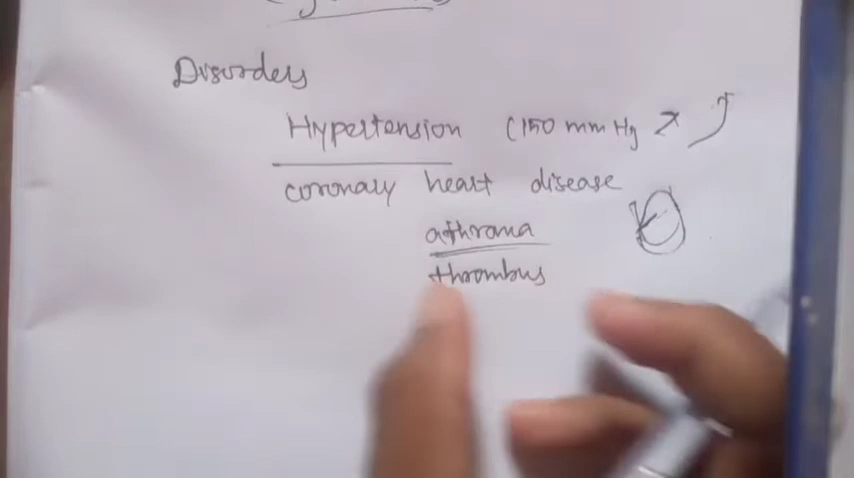 Disorders
Hypertension (150 mm Hg
coronary heart disease
athroma
thrombus